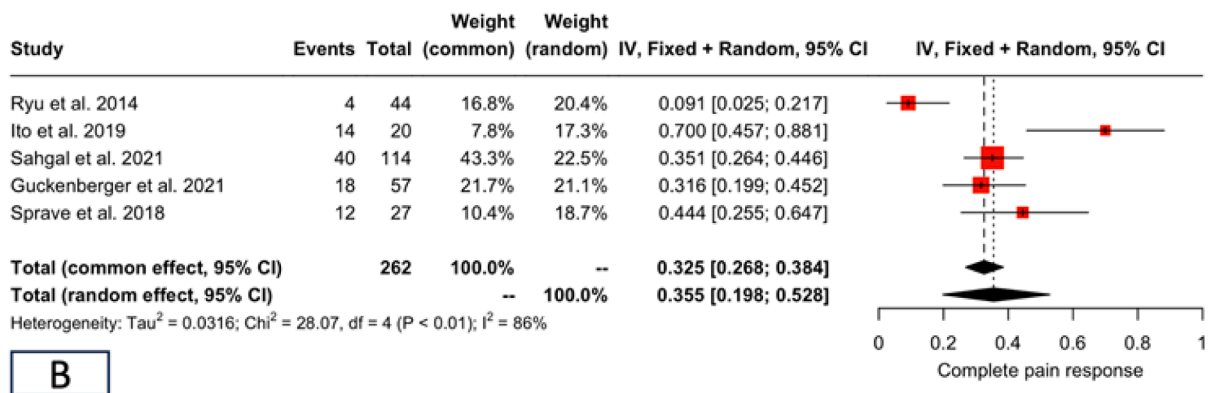 Weight Weight
Study Events Total (common) (random) IV, Fixed + Random, 95% CI IV, Fixed + Random, 95% CI
Ryu et al. 2014 4 44 16.8% 20.4% 0.091 [0.025; 0.217]
Ito et al. 2019 14 20 7.8% 17.3% 0.700 [0.457; 0.881]
Sahgal et al. 2021 40 114 43.3% 22.5% 0.351 [0.264; 0.446]
Guckenberger et al. 2021 18 57 21.7% 21.1% 0.316 [0.199; 0.452]
Sprave et al. 2018 12 27 10.4% 18.7% 0.444 [0.255; 0.647]
Total (common effect, 95% CI) 262 100.0% -- 0.325 [0.268; 0.384]
Total (random effect, 95% CI) -- 100.0% 0.355 [0.198; 0.528]
Heterogeneity: Tau² = 0.0316; Chi² = 28.07, df = 4 (P < 0.01); I² = 86%
0 0.2 0.4 0.6 0.8 1
Complete pain response
B